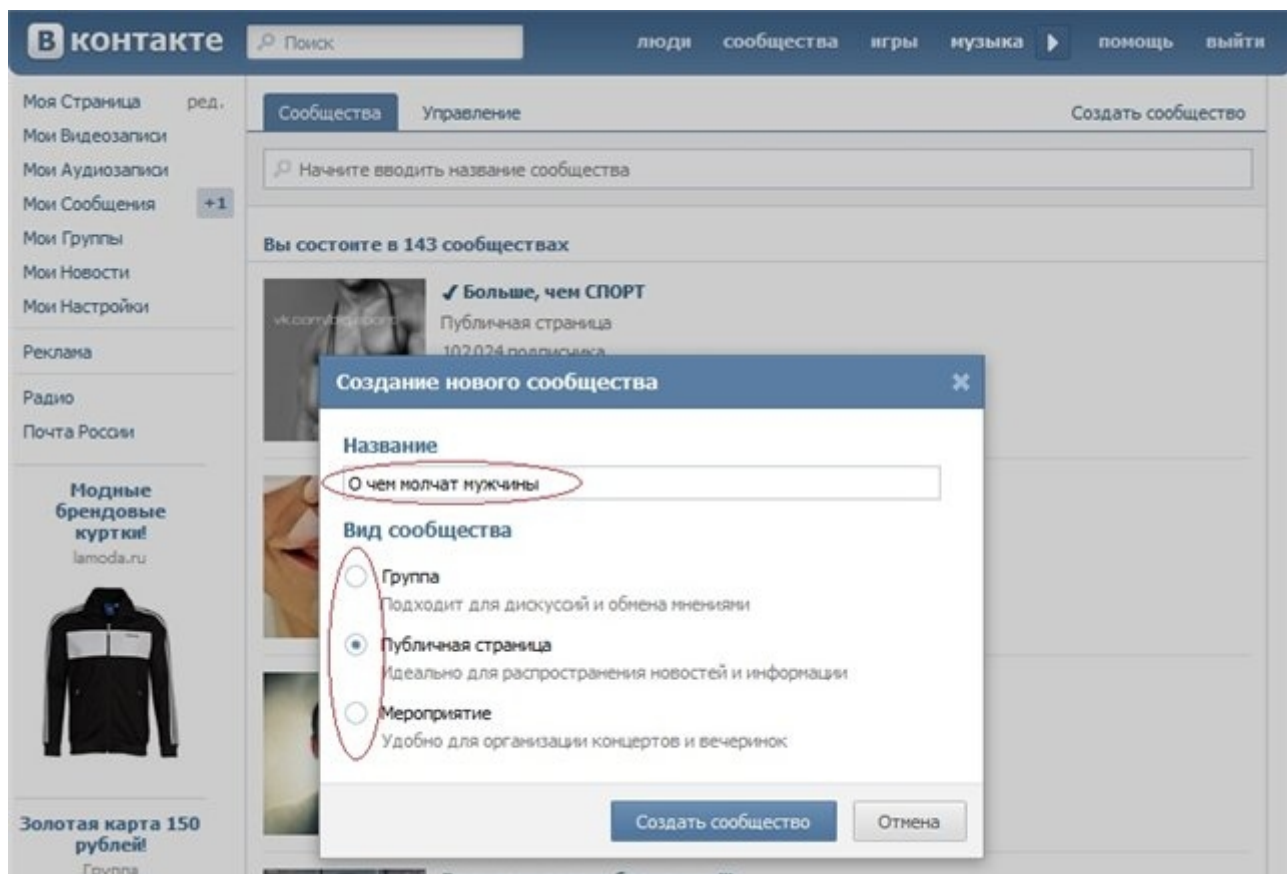 В контакте
Поиск
люди сообщества игры музыка помощь выйти
Моя Страница ред.
Мои Видеозаписи
Мои Аудиозаписи
Мои Сообщения +1
Мои Группы
Мои Новости
Мои Настройки
Реклама
Радио
Почта России
Модные
брендовые
куртки!
lamoda.ru
Золотая карта 150
рублей!
Группа
Сообщества Управление Создать сообщество
Начните вводить название сообщества
Вы состоите в 143 сообществах
✓ Больше, чем СПОРТ
Публичная страница
102 024 подписчика
Создание нового сообщества
Название
О чем молчат мужчины
Вид сообщества
Группа
Подходит для дискуссий и обмена мнениями
Публичная страница
Идеально для распространения новостей и информации
Мероприятие
Удобно для организации концертов и вечеринок
Создать сообщество Отмена